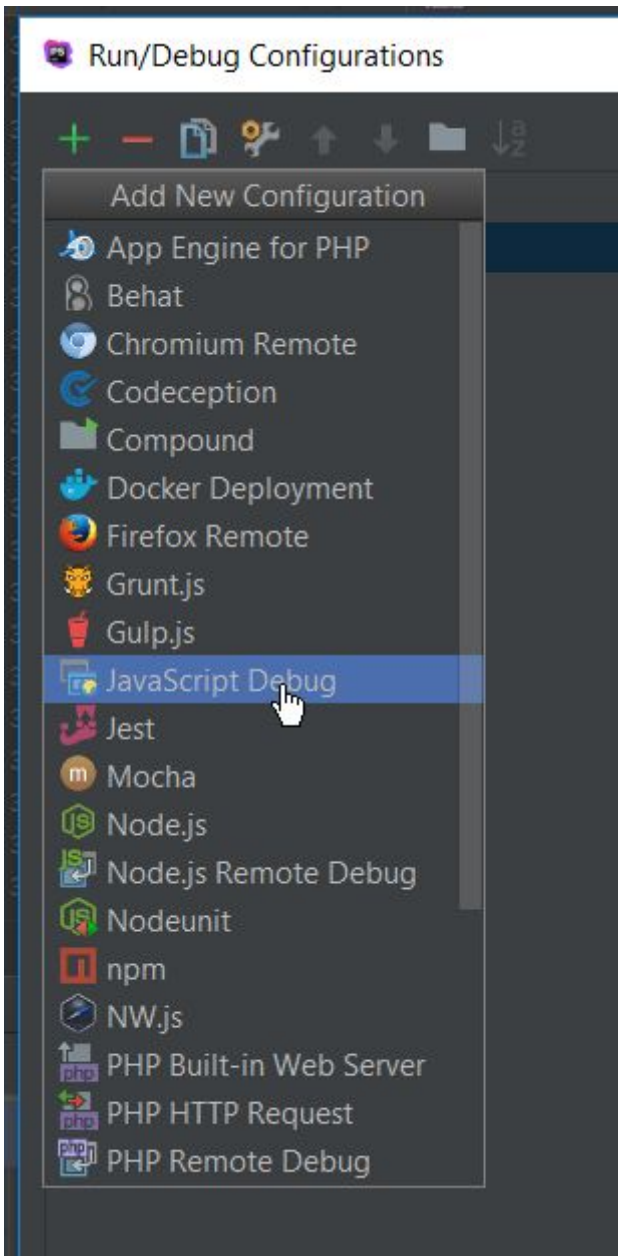 Run/Debug Configurations
Add New Configuration
App Engine for PHP
Behat
Chromium Remote
Codeception
Compound
Docker Deployment
Firefox Remote
Grunt.js
Gulp.js
JavaScript Debug
Jest
Mocha
Node.js
Node.js Remote Debug
Nodeunit
npm
NW.js
PHP Built-in Web Server
PHP HTTP Request
PHP Remote Debug